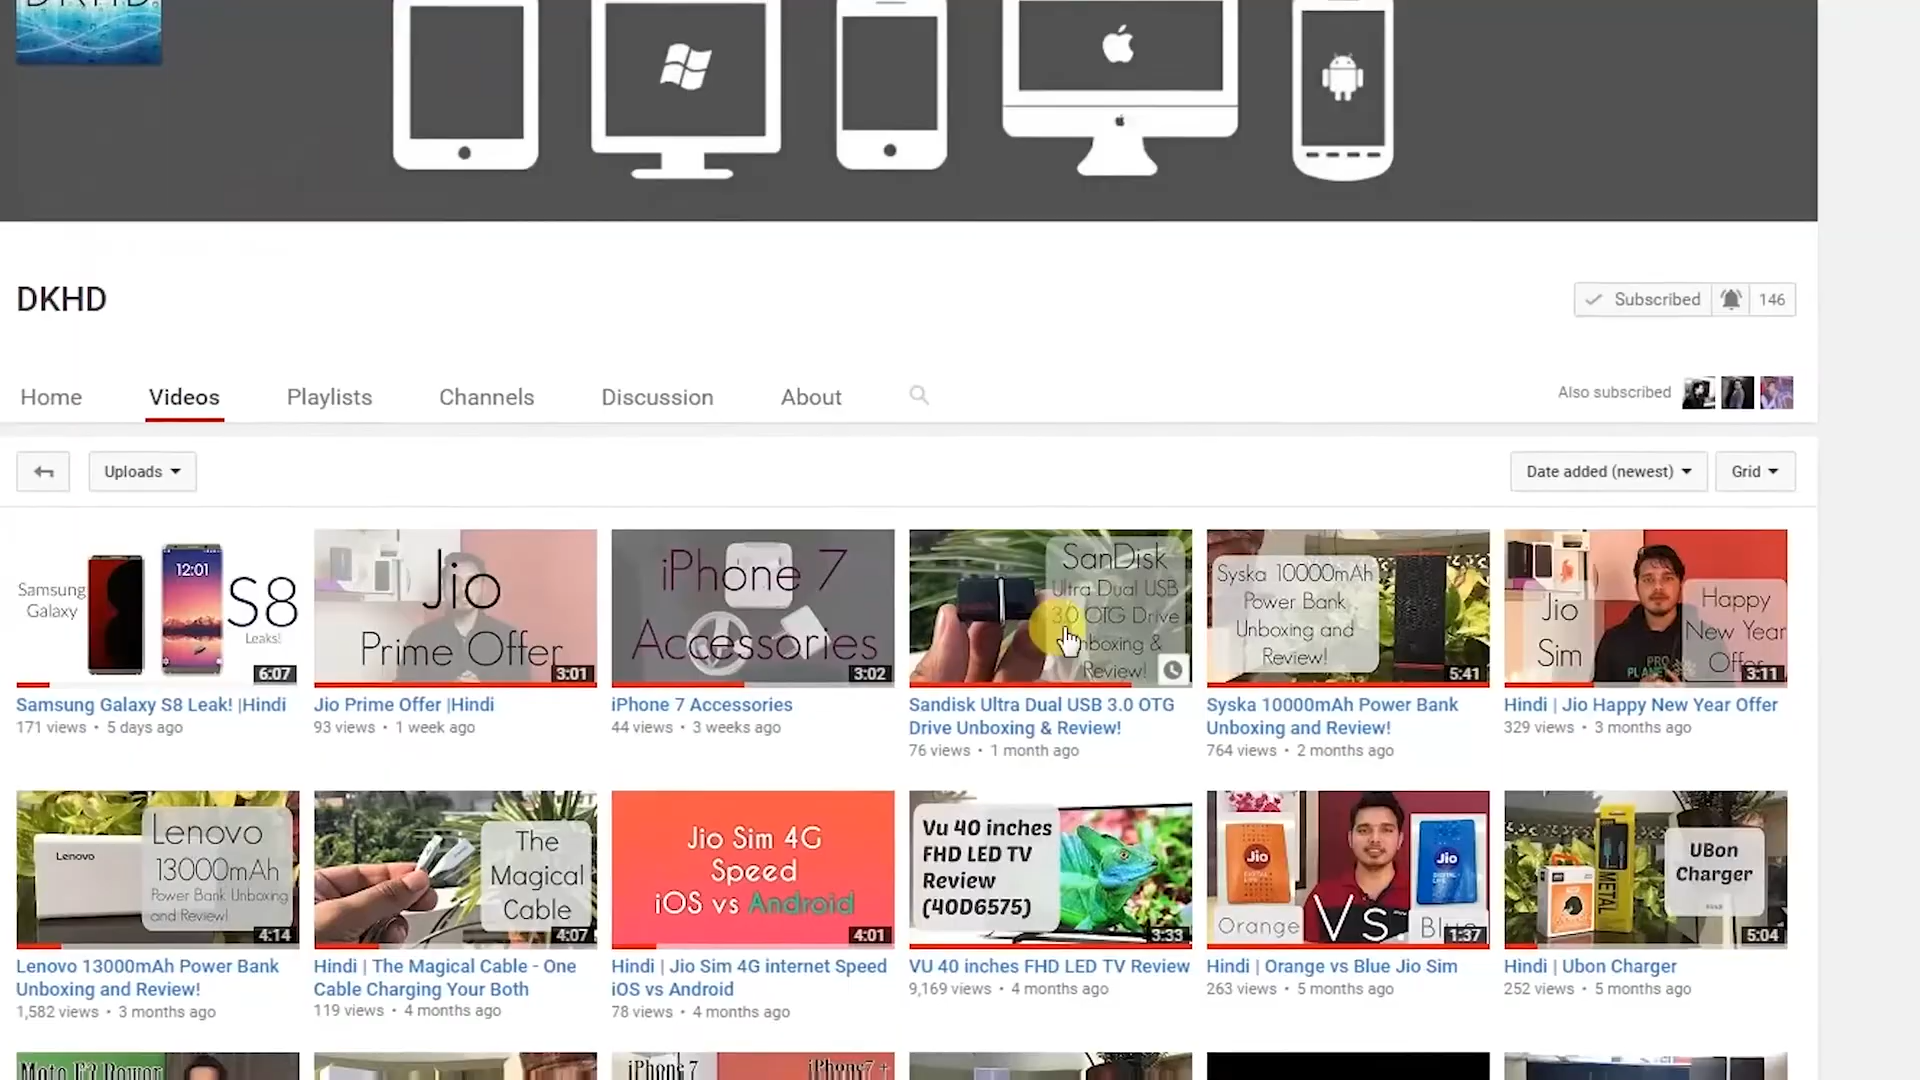 DKHD
DKHD
Subscribed 146
Home Videos Playlists Channels Discussion About
Also subscribed
Uploads Date added (newest) Grid
Samsung
Galaxy
12:01
S8
Leaks!
6:07
Samsung Galaxy S8 Leak! |Hindi
171 views • 5 days ago
Jio
Prime Offer
3:01
Jio Prime Offer |Hindi
93 views • 1 week ago
iPhone 7
Accessories
3:02
iPhone 7 Accessories
44 views • 3 weeks ago
SanDisk
Ultra Dual USB
3.0 OTG Drive
Unboxing &
Review!
Sandisk Ultra Dual USB 3.0 OTG
Drive Unboxing & Review!
76 views • 1 month ago
Syska 10000mAh
Power Bank
Unboxing and
Review!
5:41
Syska 10000mAh Power Bank
Unboxing and Review!
764 views • 2 months ago
Jio
Sim
Happy
New Year
Offer
PRO
3:11
Hindi | Jio Happy New Year Offer
329 views • 3 months ago
Lenovo
Lenovo
13000mAh
Power Bank Unboxing
and Review!
4:14
Lenovo 13000mAh Power Bank
Unboxing and Review!
1,582 views • 3 months ago
The
Magical
Cable
4:07
Hindi | The Magical Cable - One
Cable Charging Your Both
119 views • 4 months ago
Jio Sim 4G
Speed
iOS vs Android
4:01
Hindi | Jio Sim 4G internet Speed
iOS vs Android
78 views • 4 months ago
Vu 40 inches
FHD LED TV
Review
(40D6575)
3:33
VU 40 inches FHD LED TV Review
9,169 views • 4 months ago
Jio
Jio
Orange VS.
1:37
Hindi | Orange vs Blue Jio Sim
263 views • 5 months ago
METAL
UBon
Charger
5:04
Hindi | Ubon Charger
252 views • 5 months ago
Moto E3 Power
iPhone 7
iPhone7 +